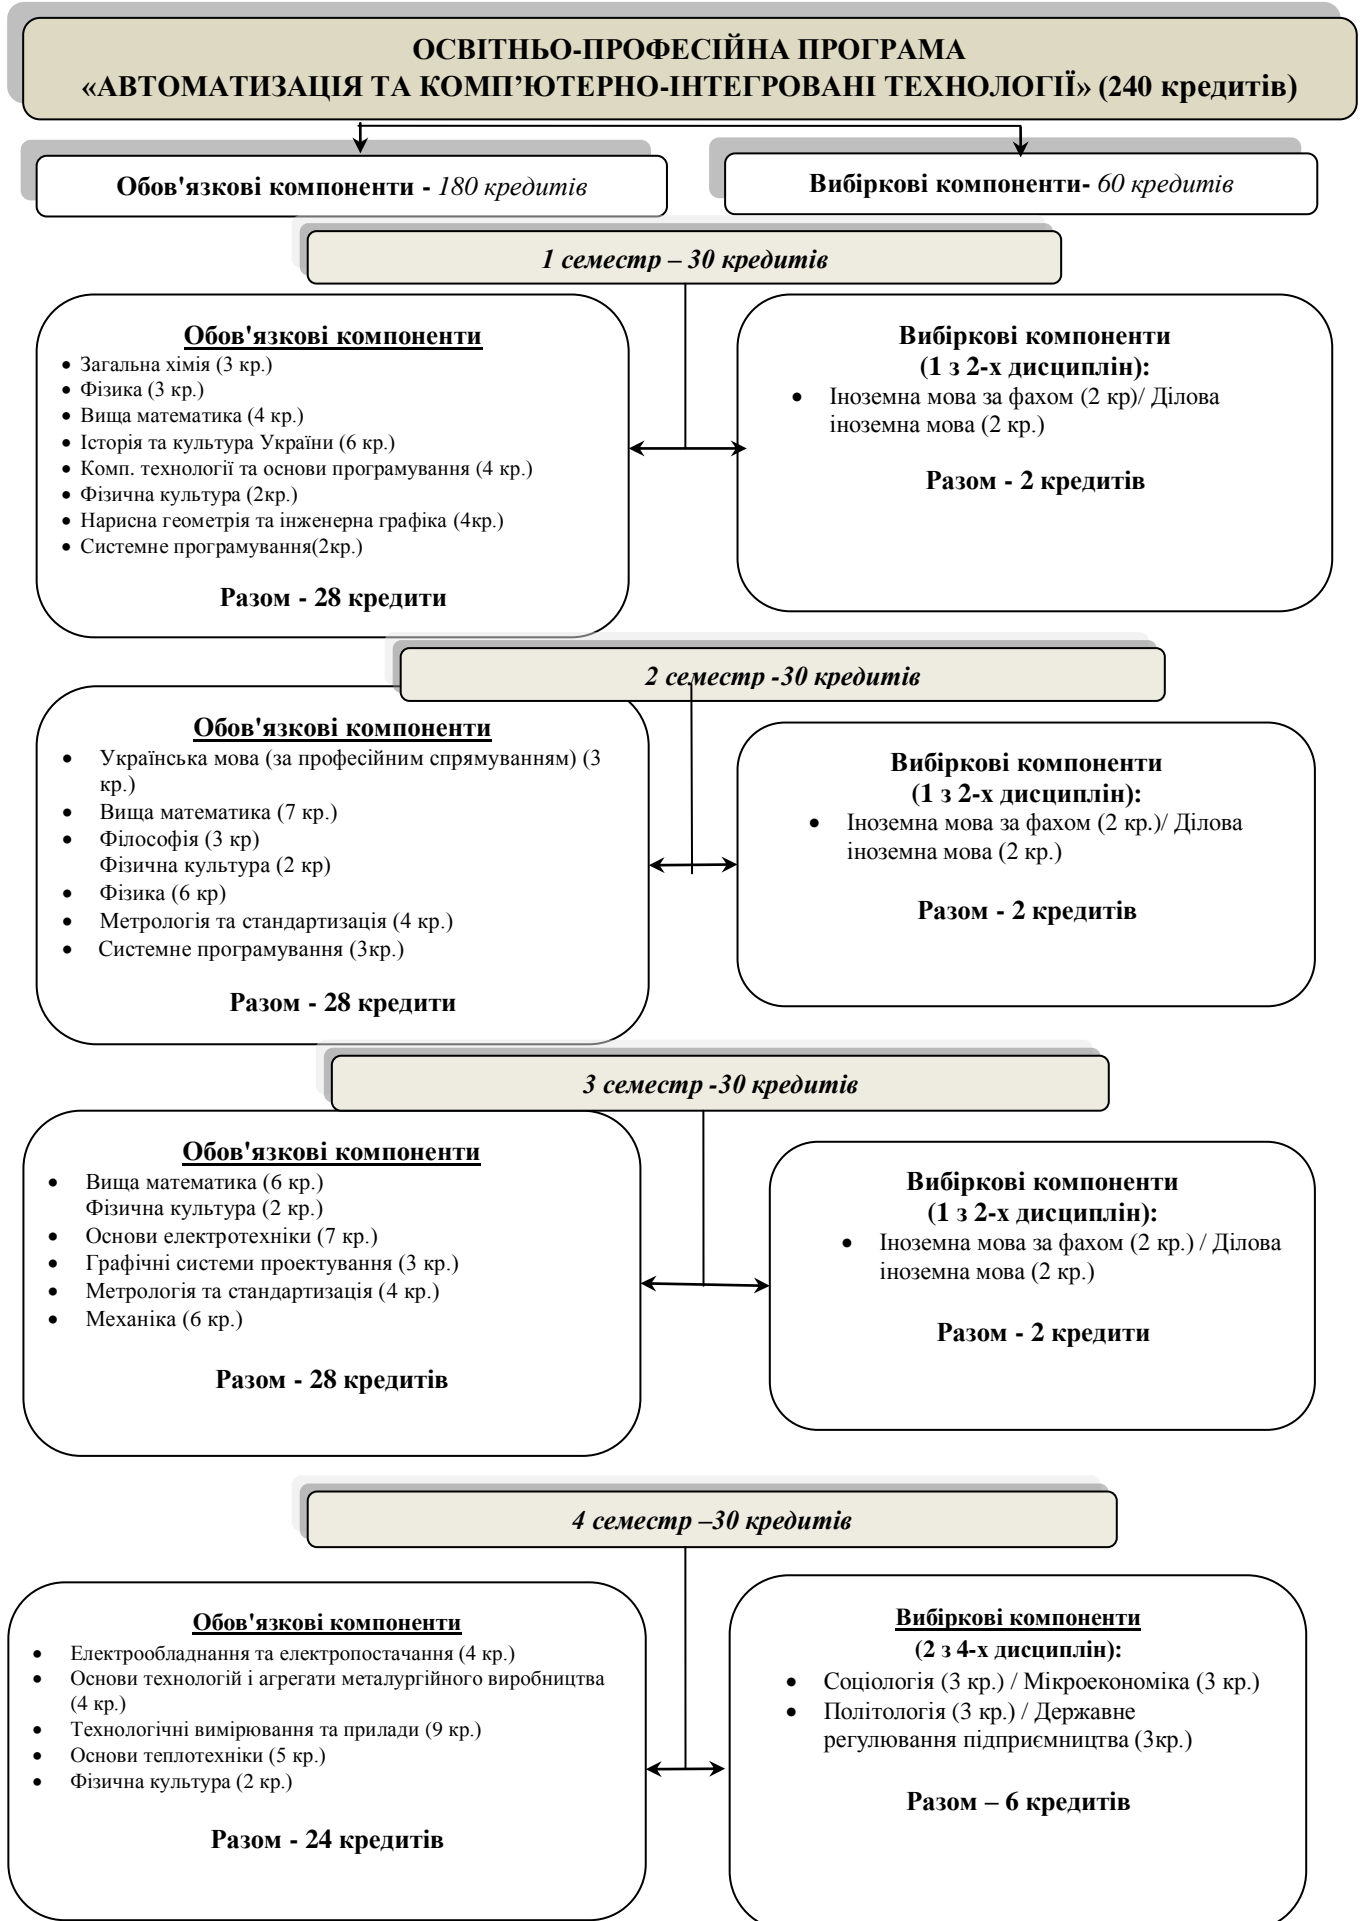 ОСВІТНЬО-ПРОФЕСІЙНА ПРОГРАМА
«АВТОМАТИЗАЦІЯ ТА КОМП’ЮТЕРНО-ІНТЕГРОВАНІ ТЕХНОЛОГІЇ» (240 кредитів)
Обов'язкові компоненти - 180 кредитів
Вибіркові компоненти- 60 кредитів
1 семестр – 30 кредитів
Обов'язкові компоненти
• Загальна хімія (3 кр.)
• Фізика (3 кр.)
• Вища математика (4 кр.)
• Історія та культура України (6 кр.)
• Комп. технології та основи програмування (4 кр.)
• Фізична культура (2кр.)
• Нарисна геометрія та інженерна графіка (4кр.)
• Системне програмування(2кр.)
Разом - 28 кредити
Вибіркові компоненти
(1 з 2-х дисциплін):
• Іноземна мова за фахом (2 кр)/ Ділова
іноземна мова (2 кр.)
Разом - 2 кредитів
2 семестр -30 кредитів
Обов'язкові компоненти
• Українська мова (за професійним спрямуванням) (3
кр.)
• Вища математика (7 кр.)
• Філософія (3 кр)
Фізична культура (2 кр)
• Фізика (6 кр)
• Метрологія та стандартизація (4 кр.)
• Системне програмування (3кр.)
Разом - 28 кредити
Вибіркові компоненти
(1 з 2-х дисциплін):
• Іноземна мова за фахом (2 кр.)/ Ділова
іноземна мова (2 кр.)
Разом - 2 кредитів
3 семестр -30 кредитів
Обов'язкові компоненти
• Вища математика (6 кр.)
Фізична культура (2 кр.)
• Основи електротехніки (7 кр.)
• Графічні системи проектування (3 кр.)
• Метрологія та стандартизація (4 кр.)
• Механіка (6 кр.)
Разом - 28 кредитів
Вибіркові компоненти
(1 з 2-х дисциплін):
• Іноземна мова за фахом (2 кр.) / Ділова
іноземна мова (2 кр.)
Разом - 2 кредити
4 семестр –30 кредитів
Обов'язкові компоненти
• Електрообладнання та електропостачання (4 кр.)
• Основи технологій і агрегати металургійного виробництва
(4 кр.)
• Технологічні вимірювання та прилади (9 кр.)
• Основи теплотехніки (5 кр.)
• Фізична культура (2 кр.)
Разом - 24 кредитів
Вибіркові компоненти
(2 з 4-х дисциплін):
• Соціологія (3 кр.) / Мікроекономіка (3 кр.)
• Політологія (3 кр.) / Державне
регулювання підприємництва (3кр.)
Разом – 6 кредитів